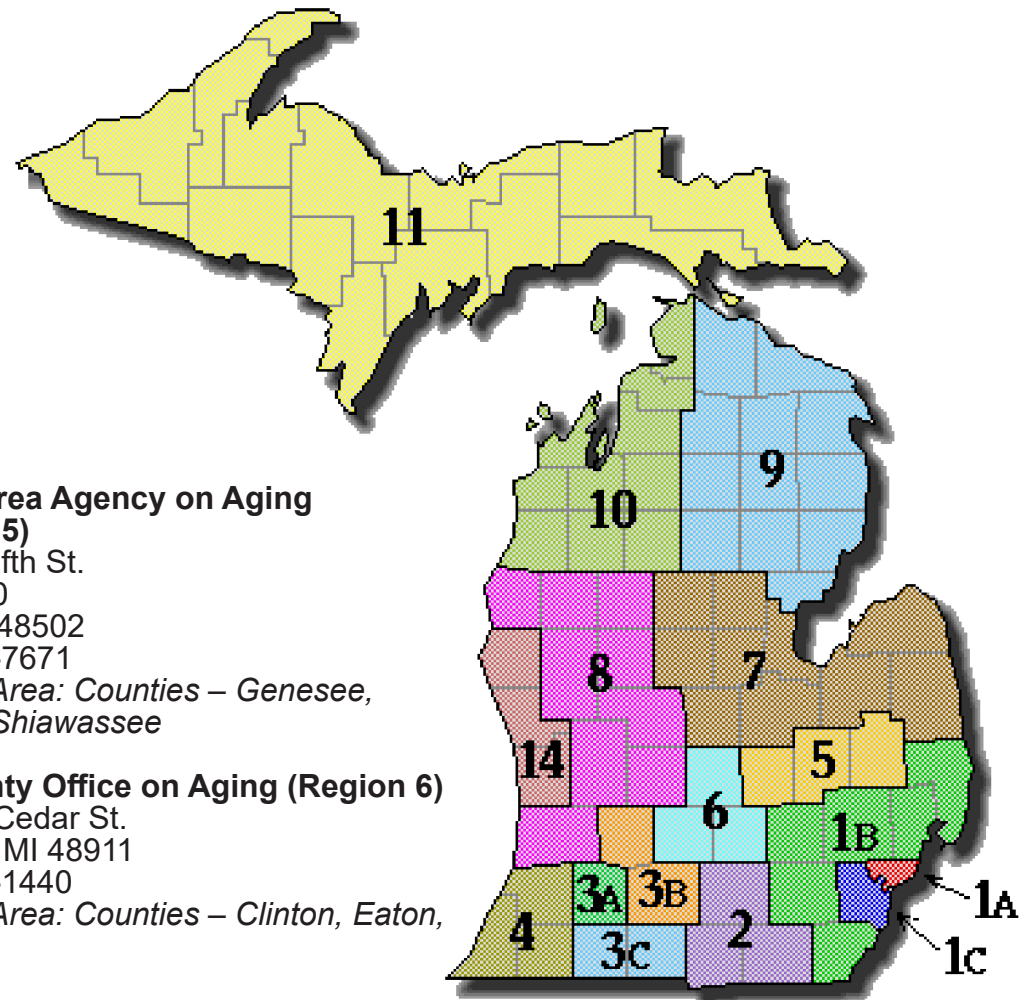 11
9
10
rea Agency on Aging
5)
fth St.
0
48502
7671
Area: Counties – Genesee,
Shiawassee
8
7
14
5
nty Office on Aging (Region 6)
Cedar St.
MI 48911
1440
Area: Counties – Clinton, Eaton,
6
1B
3A
3B
1A
4
3C
2
1C